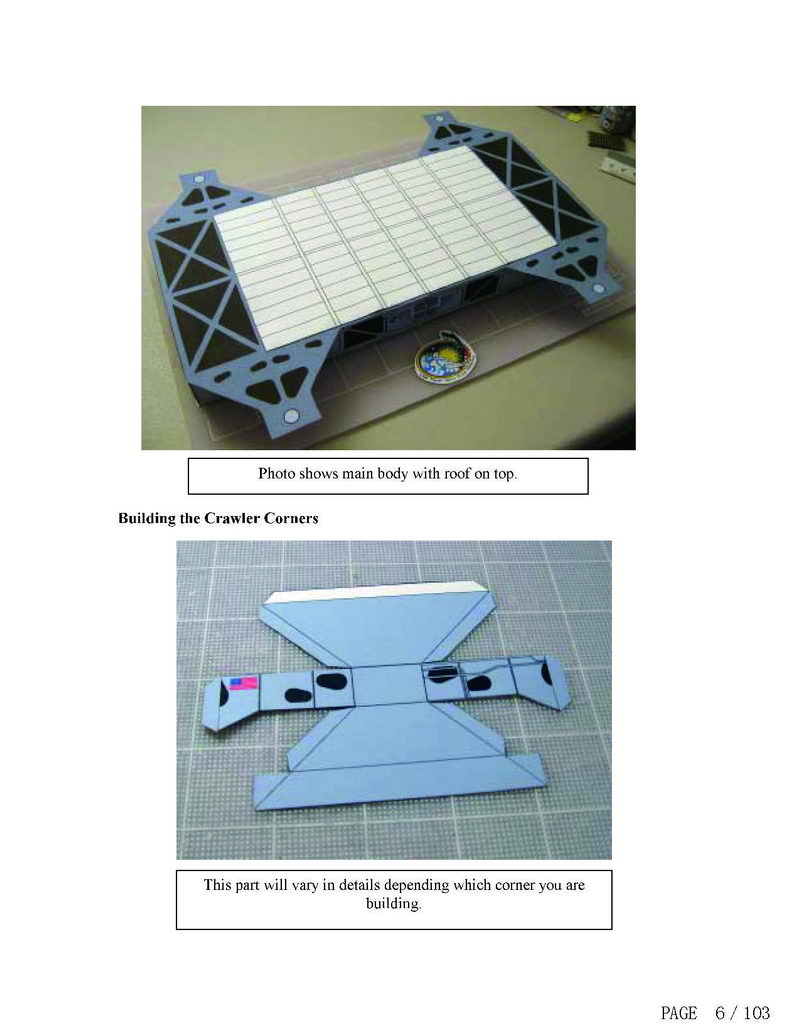 Photo shows main body with roof on top.
Building the Crawler Corners
This part will vary in details depending which corner you are
building.
PAGE 6 / 103